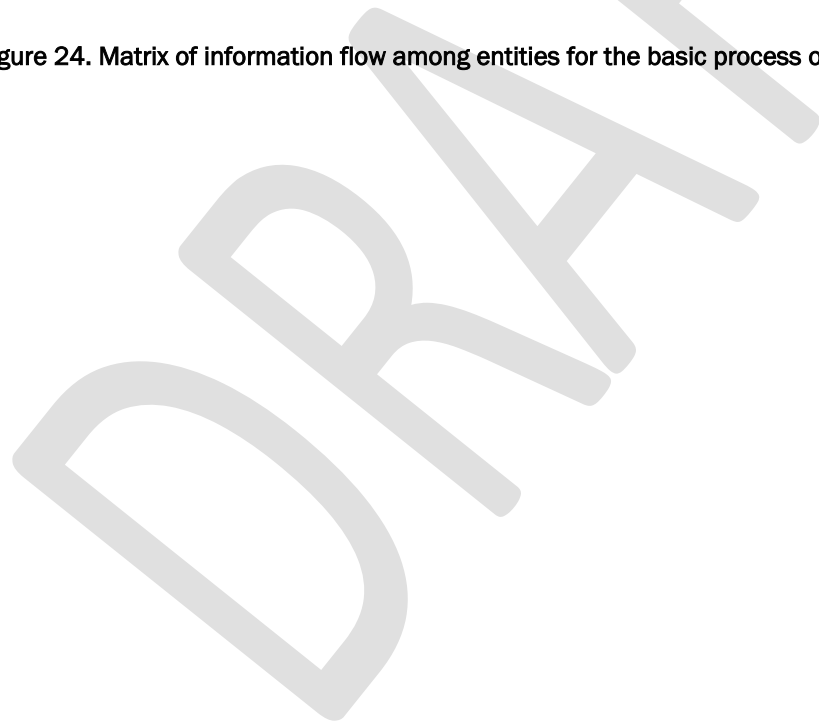 gure 24. Matrix of information flow among entities for the basic process o
DRA